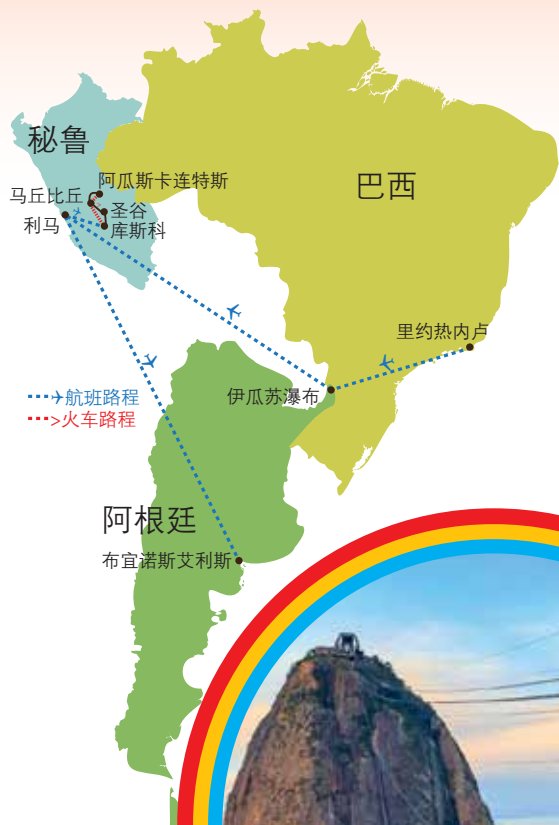 秘鲁
巴西
阿瓜斯卡连特斯
马丘比丘
圣谷
利马
库斯科
里约热内卢
伊瓜苏瀑布
航班路程
>火车路程
阿根廷
布宜诺斯艾利斯